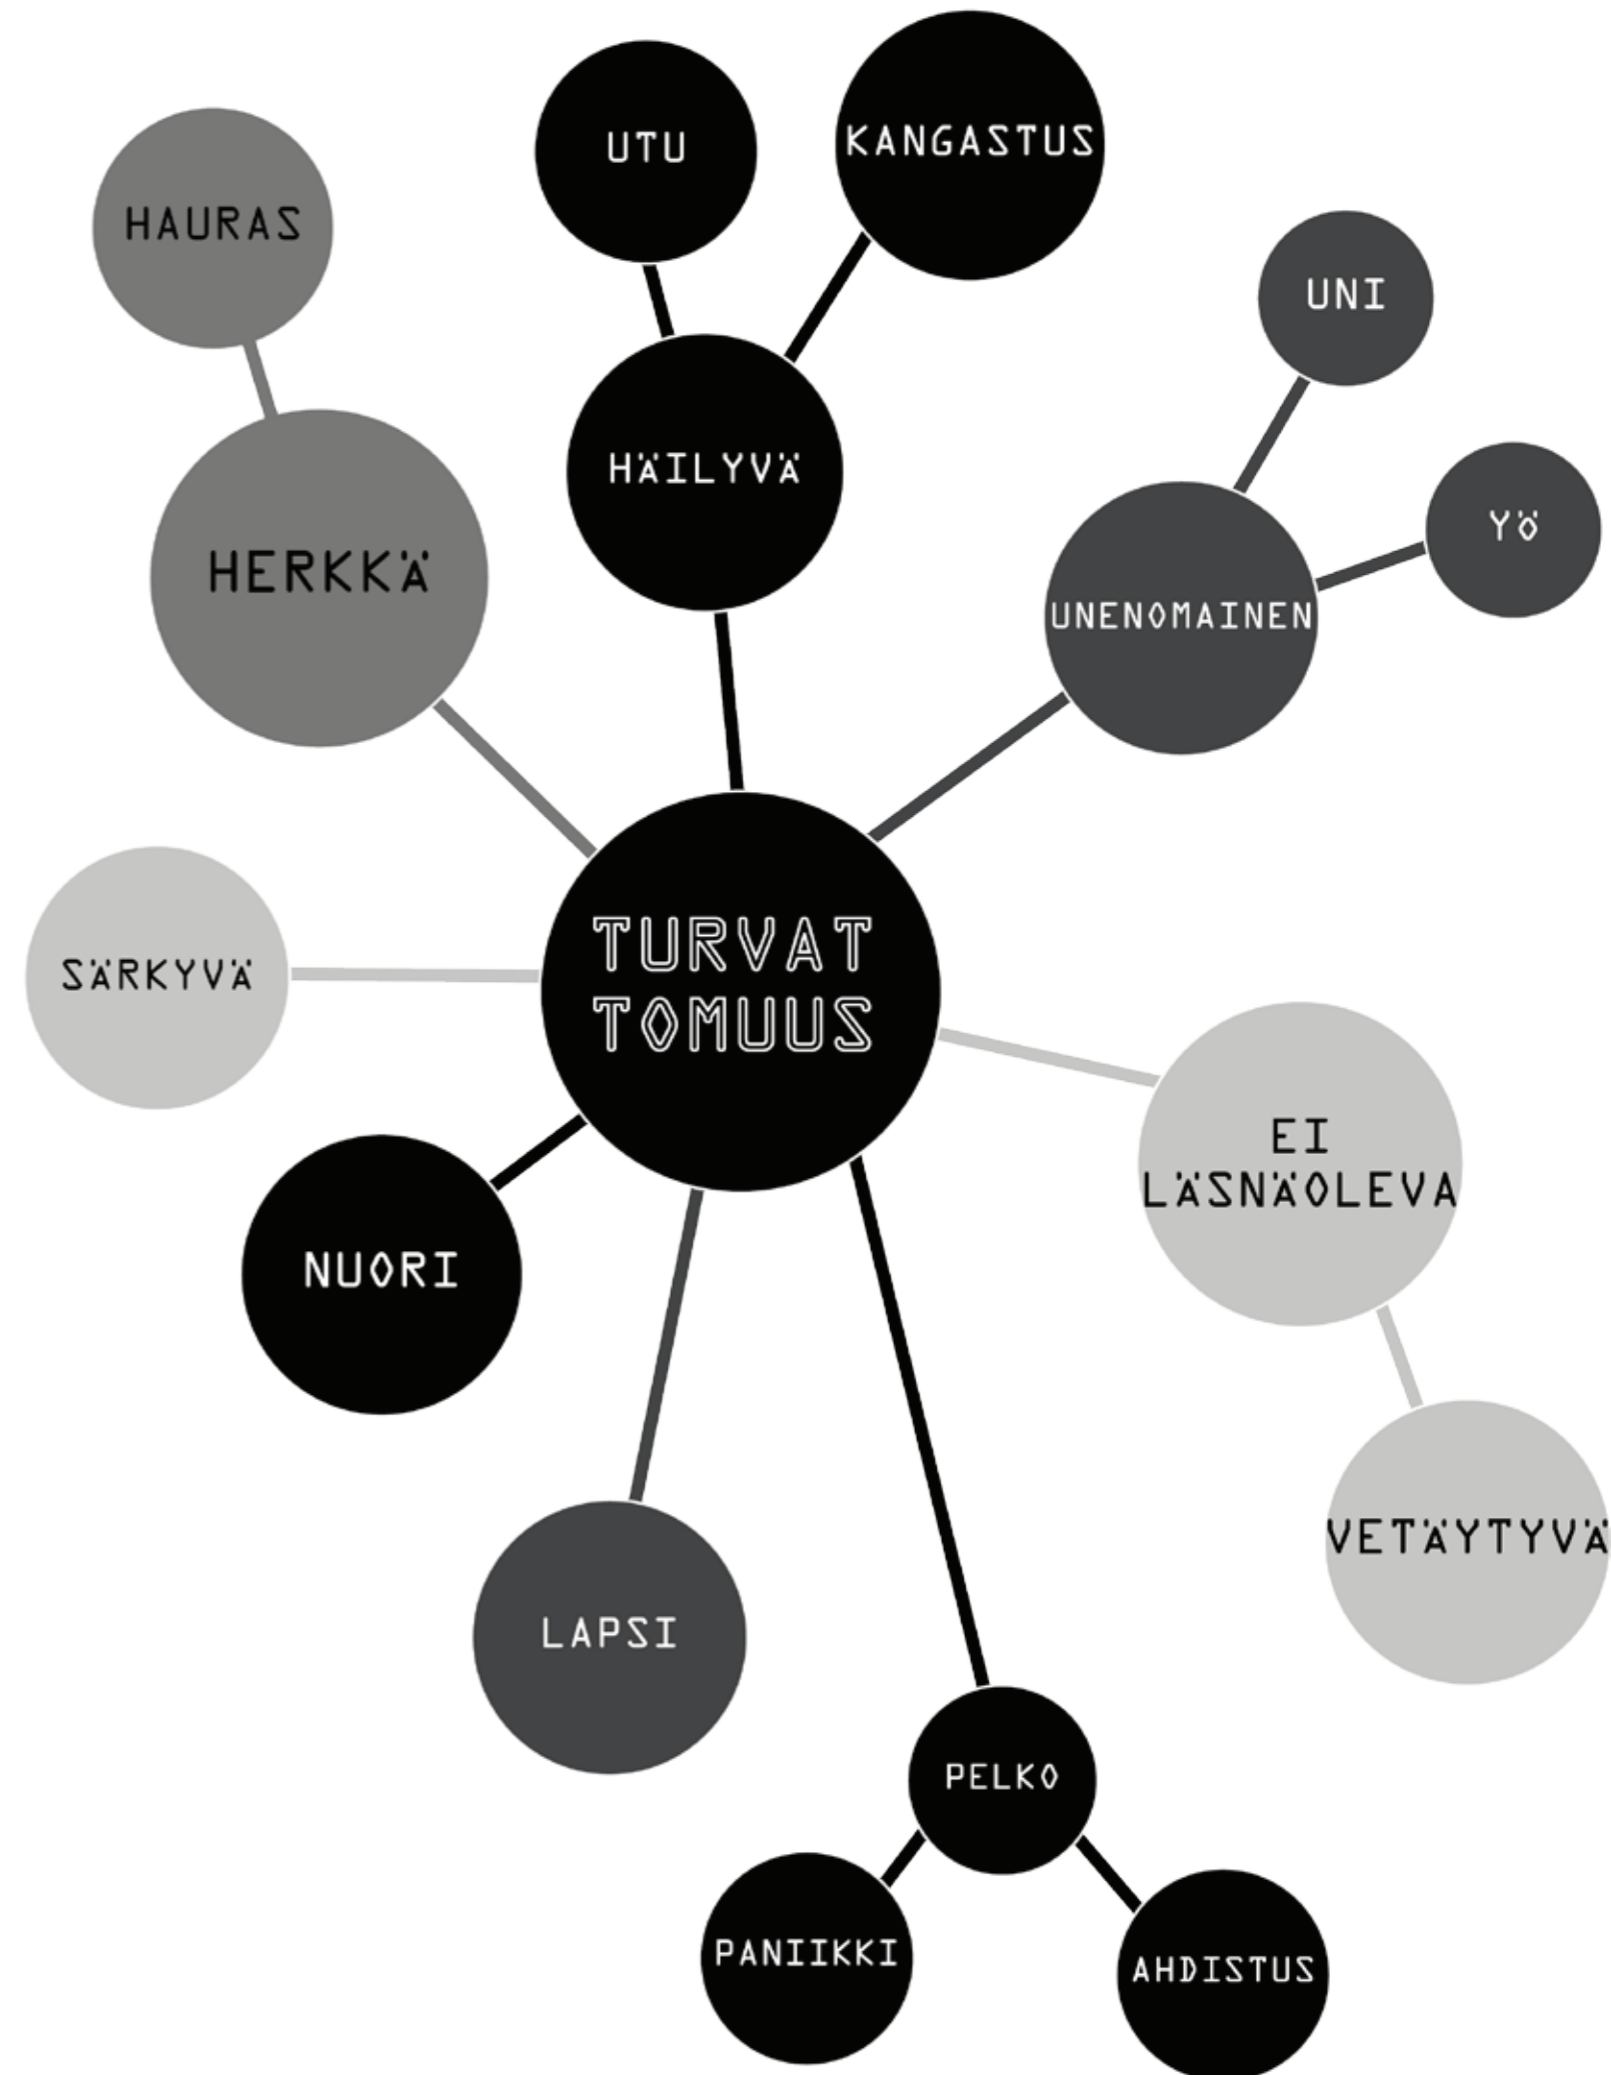 UTU
KANGASTUS
HAURAS
UNI
HÄILYVÄ
YÖ
HERKKÄ
UNENOMAINEN
TURVAT
TOMUUS
SÄRKYVÄ
EI
LÄSNÄOLEVA
NUORI
VETÄYTYVÄ
LAPSI
PELKO
PANIIKKI
AHDISTUS